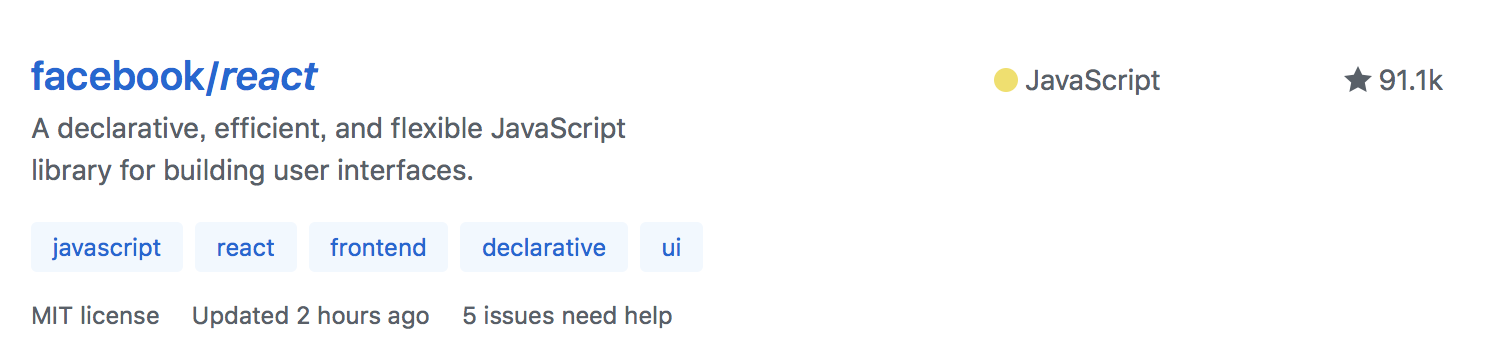 facebook/react
JavaScript
91.1k
A declarative, efficient, and flexible JavaScript
library for building user interfaces.
javascript react frontend declarative ui
MIT license Updated 2 hours ago 5 issues need help